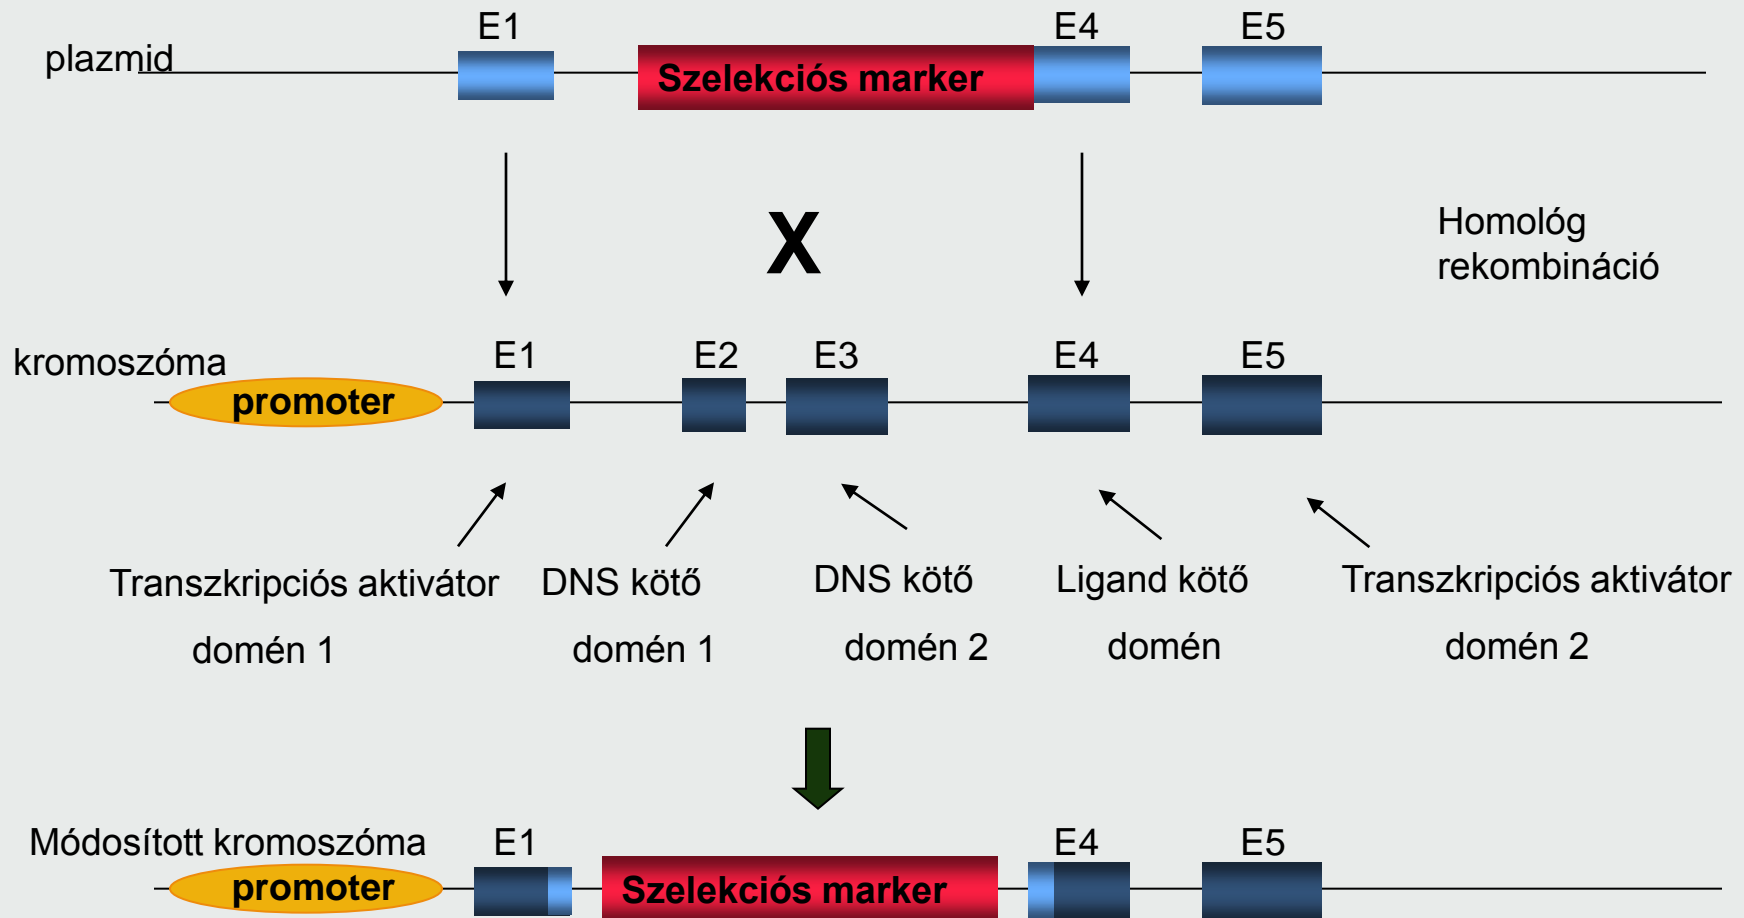 E1 E4 E5
plazmid
Szelekciós marker
X
Homológ
rekombináció
kromoszóma
E1 E2 E3 E4 E5
promoter
Transzkripciós aktivátor
domén 1
DNS kötő
domén 1
DNS kötő
domén 2
Ligand kötő
domén
Transzkripciós aktivátor
domén 2
Módosított kromoszóma
E1 E4 E5
promoter
Szelekciós marker